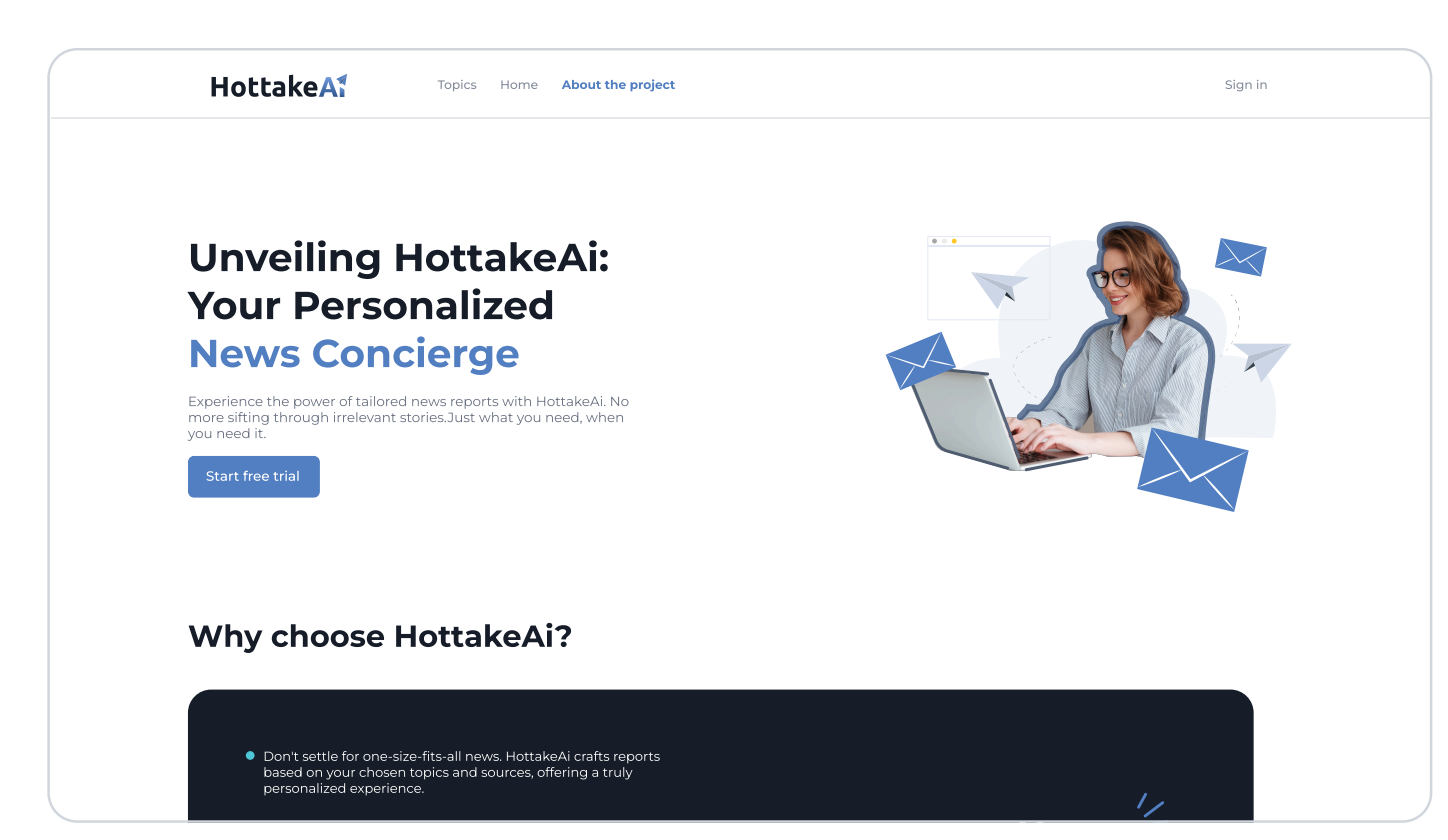 HottakeAi
Topics Home About the project Sign in
Unveiling HottakeAi:
Your Personalized
News Concierge
Experience the power of tailored news reports with HottakeAi. No
more sifting through irrelevant stories.Just what you need, when
you need it.
Start free trial
Why choose HottakeAi?
Don't settle for one-size-fits-all news. HottakeAi crafts reports
based on your chosen topics and sources, offering a truly
personalized experience.